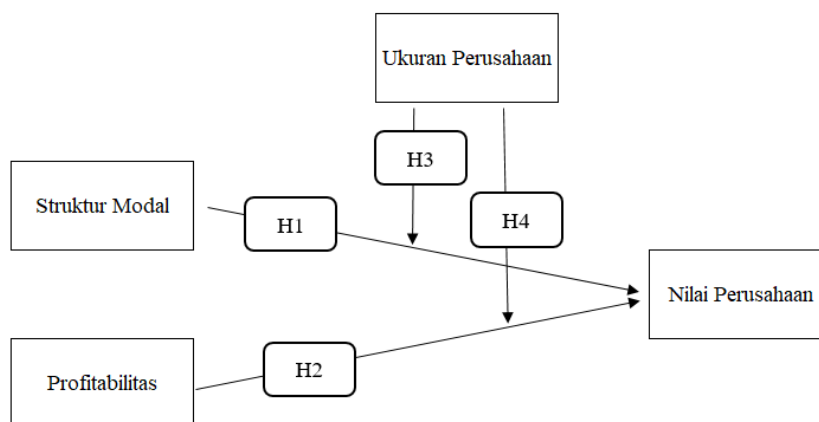 Ukuran Perusahaan
H3
Struktur Modal
H1
H4
Nilai Perusahaan
H2
Profitabilitas